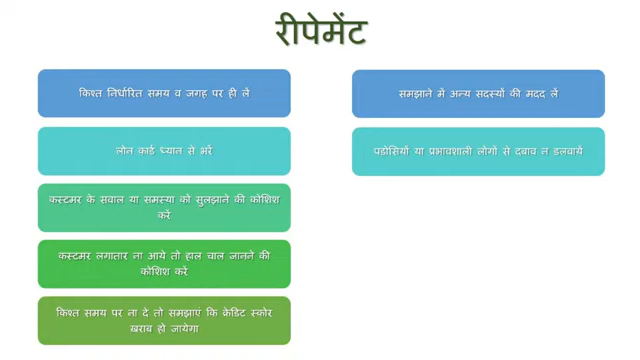 रीपेमेंट
किश्त निर्धारित समय व जगह पर ही लें
लोन कार्ड ध्यान से भरें
कस्टमर के सवाल या समस्या को सुलझाने की कोशिश
करें
कस्टमर लगातार ना आये तो हाल चाल जानने की
कोशिश करें
किश्त समय पर ना दे तो समझाएं कि क्रेडिट स्कोर
ख़राब हो जायेगा
समझाने में अन्य सदस्यों की मदद लें
पड़ोसियों या प्रभावशाली लोगों से दबाव न डलवाये